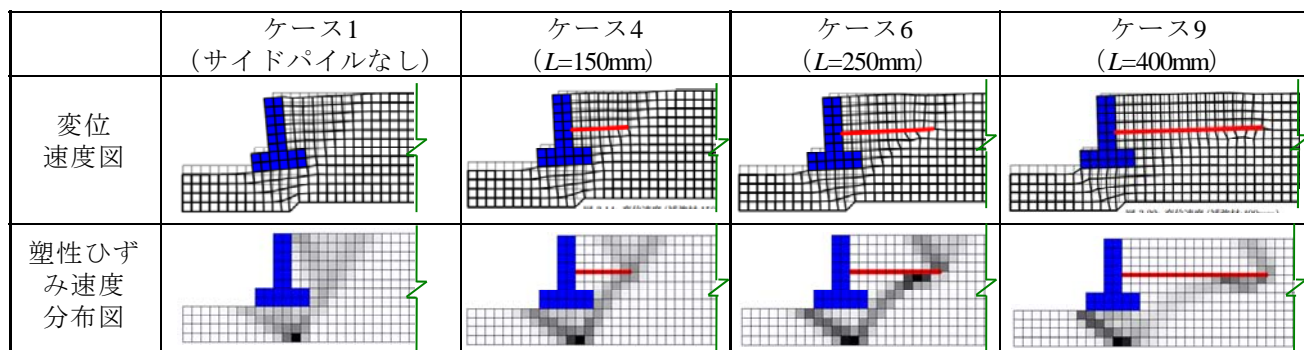 ケース1
（サイドパイルなし）
ケース4
（L=150mm）
ケース6
（L=250mm）
ケース9
（L=400mm）
変位
速度図
塑性ひず
み速度
分布図